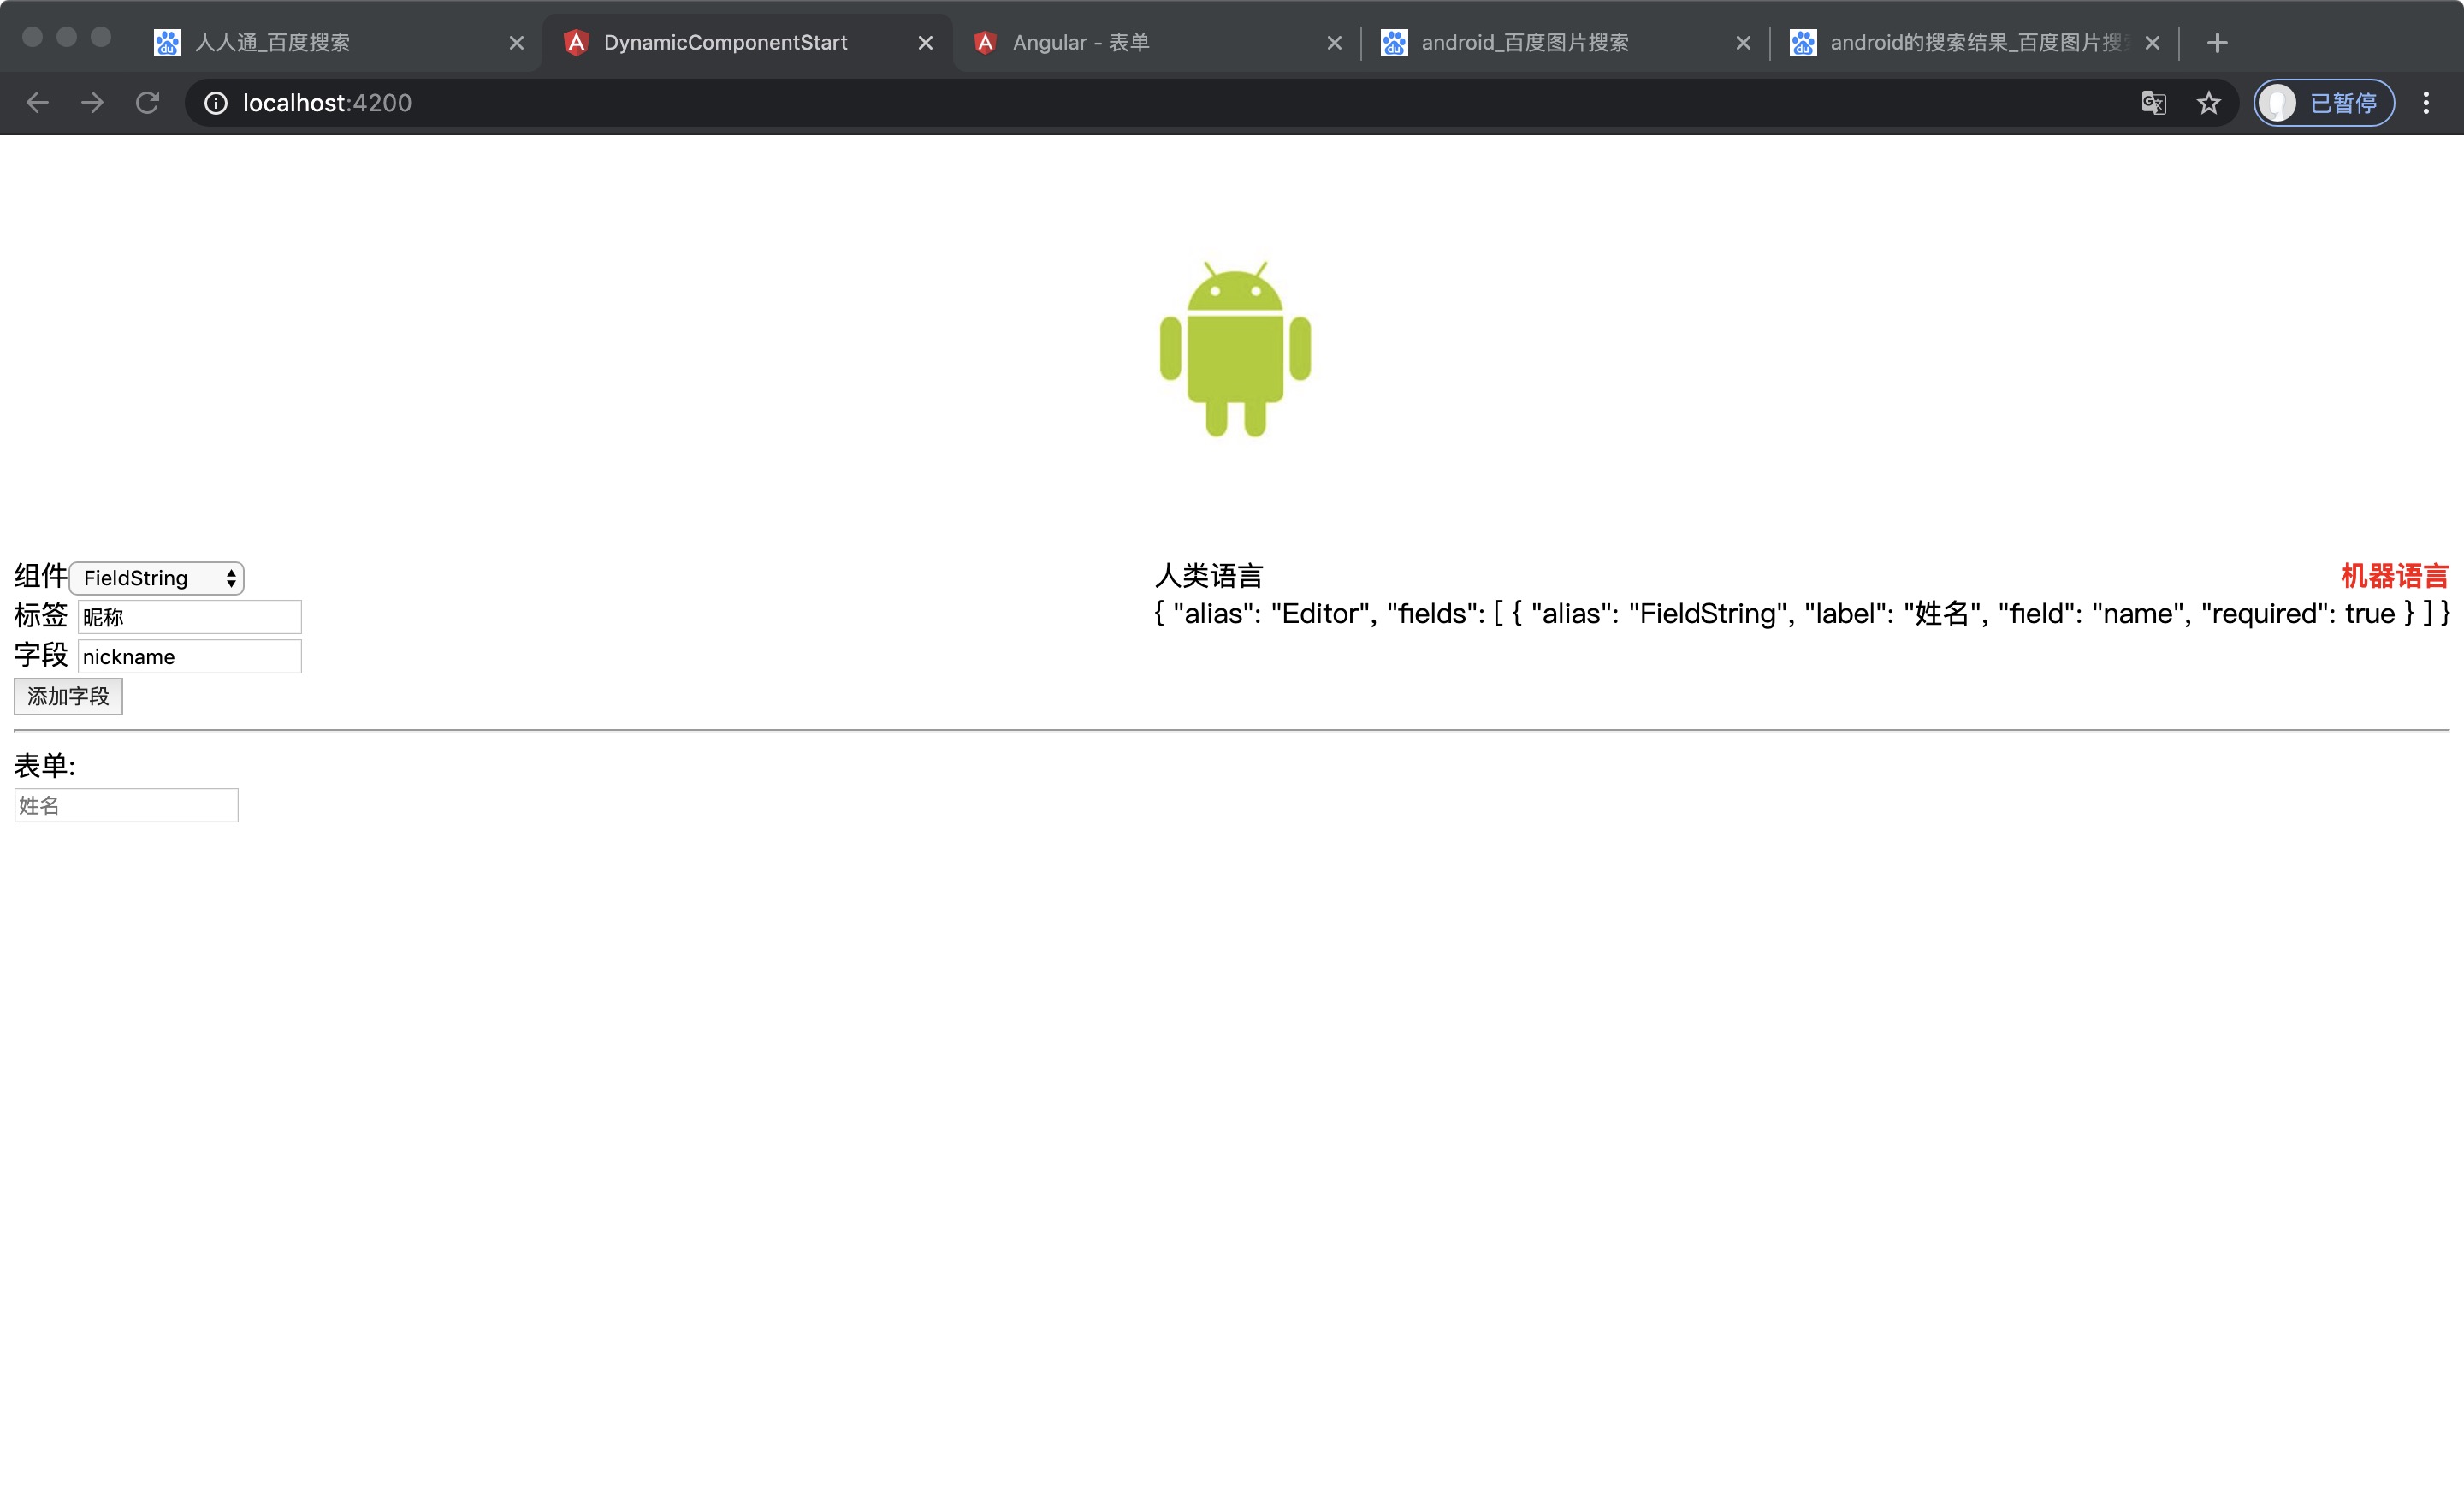 人人通_百度搜索
DynamicComponentStart
Angular - 表单
android_百度图片搜索
android的搜索结果_百度图片搜
localhost:4200
已暂停
组件 FieldString
标签 昵称
字段 nickname
添加字段
人类语言
机器语言
{ "alias": "Editor", "fields": [ { "alias": "FieldString", "label": "姓名", "field": "name", "required": true } ] }
表单:
姓名